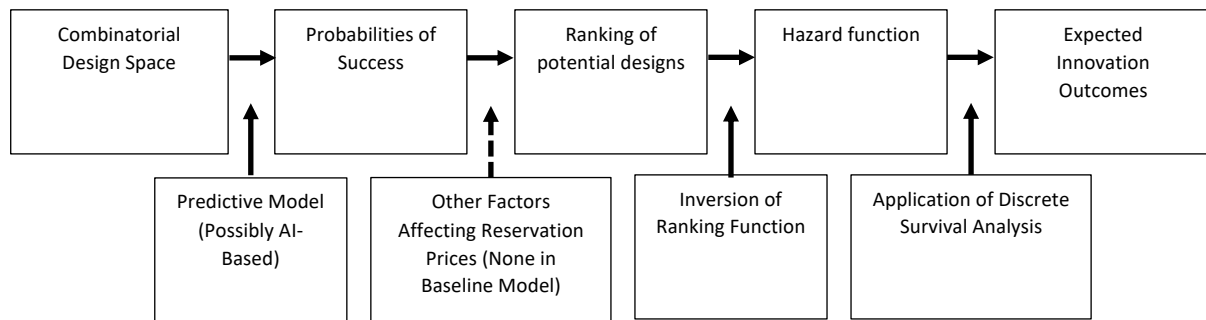 Combinatorial
Design Space
Probabilities of
Success
Ranking of
potential designs
Hazard function
Expected
Innovation
Outcomes
Predictive Model
(Possibly AI-
Based)
Other Factors
Affecting Reservation
Prices (None in
Baseline Model)
Inversion of
Ranking Function
Application of Discrete
Survival Analysis